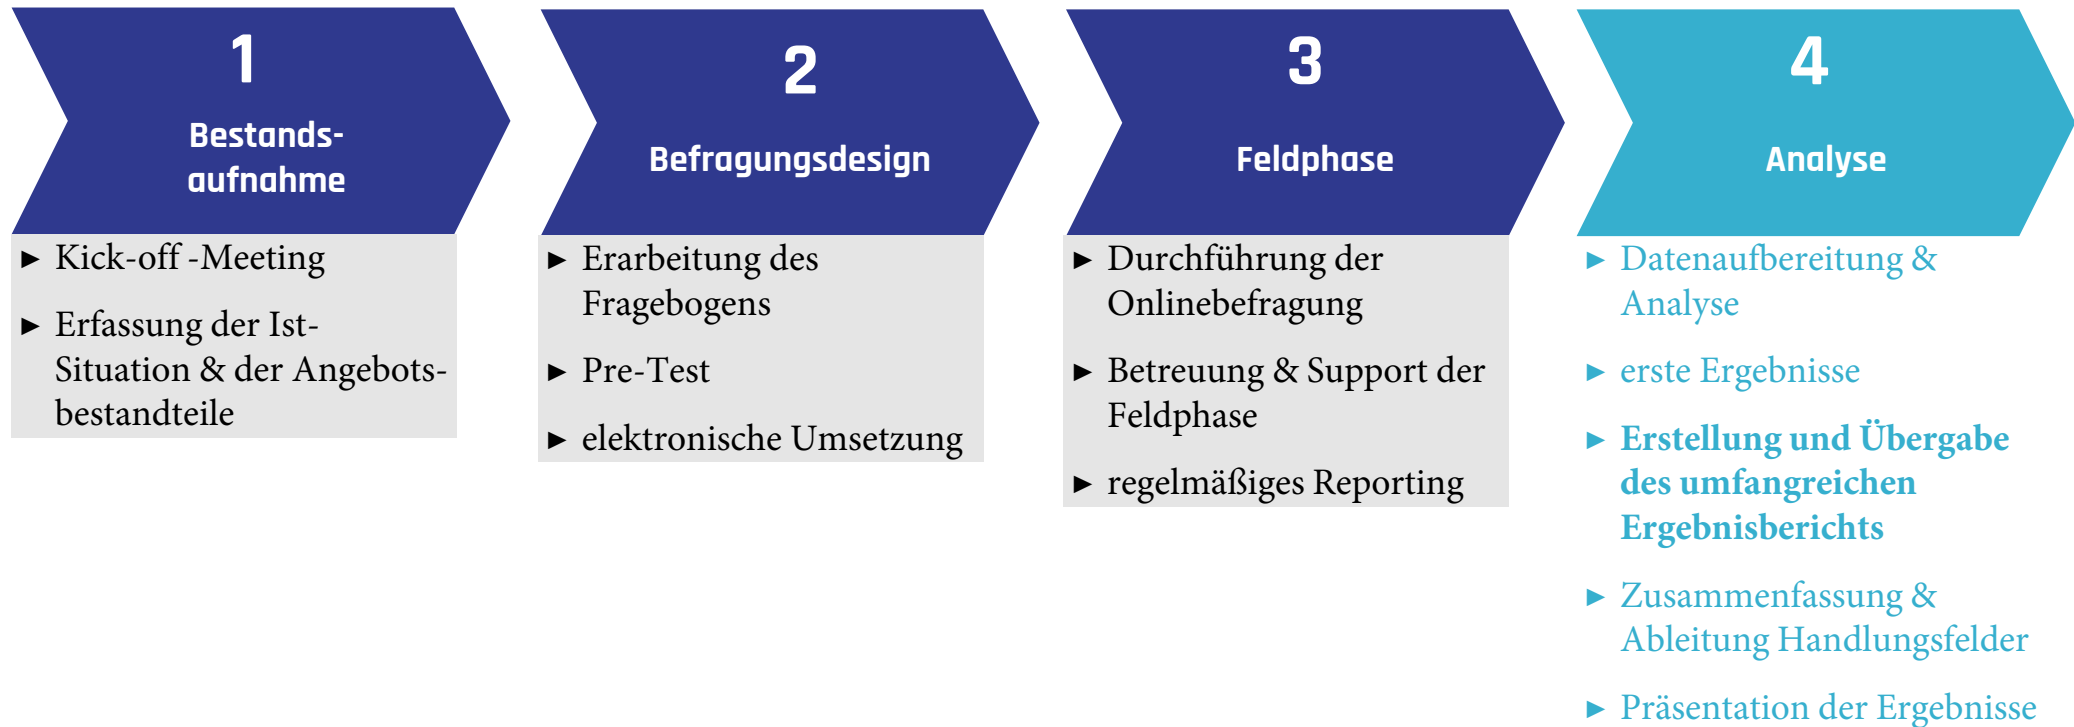 1
Bestands-
aufnahme
► Kick-off -Meeting
► Erfassung der Ist-
Situation & der Angebots-
bestandteile
2
Befragungsdesign
► Erarbeitung des
Fragebogens
► Pre-Test
► elektronische Umsetzung
3
Feldphase
► Durchführung der
Onlinebefragung
► Betreuung & Support der
Feldphase
► regelmäßiges Reporting
4
Analyse
► Datenaufbereitung &
Analyse
► erste Ergebnisse
► Erstellung und Übergabe
des umfangreichen
Ergebnisberichts
► Zusammenfassung &
Ableitung Handlungsfelder
► Präsentation der Ergebnisse